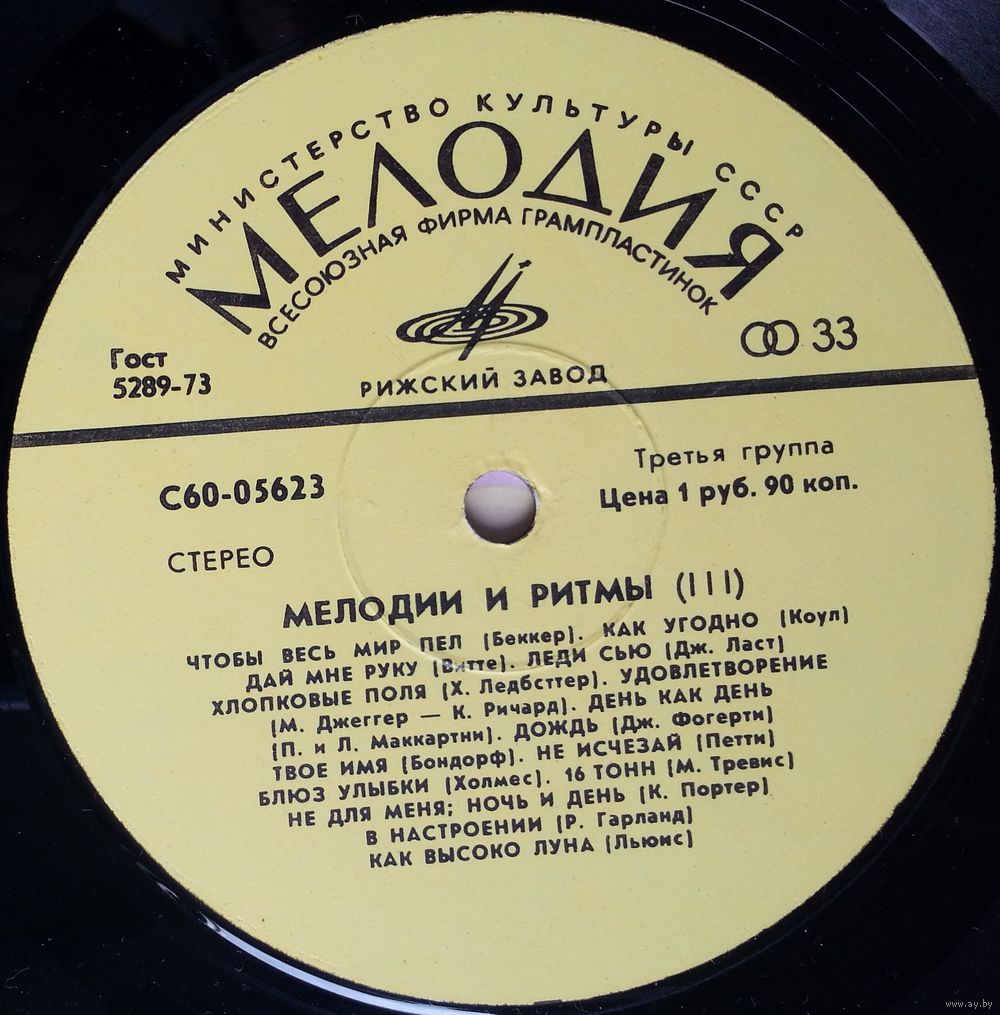 МИНИСТЕРСТВО КУЛЬТУРЫ СССР
МЕЛОДИЯ
ВСЕСОЮЗНАЯ ФИРМА ГРАМПЛАСТИНОК
33
Гост
5289-73
РИЖСКИЙ ЗАВОД
Третья группа
С60-05623
Цена 1 руб. 90 коп.
СТЕРЕО
МЕЛОДИИ И РИТМЫ (III)
ЧТОБЫ ВЕСЬ МИР ПЕЛ (Беккер). КАК УГОДНО (Коул)
ДАЙ МНЕ РУКУ (Витте). ЛЕДИ СЬЮ (Дж. Ласт)
ХЛОПКОВЫЕ ПОЛЯ (Х. Ледбсттер). УДОВЛЕТВОРЕНИЕ
(М. Джеггер — К. Ричард). ДЕНЬ КАК ДЕНЬ
(П. и Л. Маккартни). ДОЖДЬ (Дж. Фогерти)
ТВОЕ ИМЯ (Бондорф). НЕ ИСЧЕЗАЙ (Петти)
БЛЮЗ УЛЫБКИ (Холмес). 16 ТОНН (М. Тревис)
НЕ ДЛЯ МЕНЯ; НОЧЬ И ДЕНЬ (К. Портер)
В НАСТРОЕНИИ (Р. Гарланд)
КАК ВЫСОКО ЛУНА (Льюис)
www.ay.by